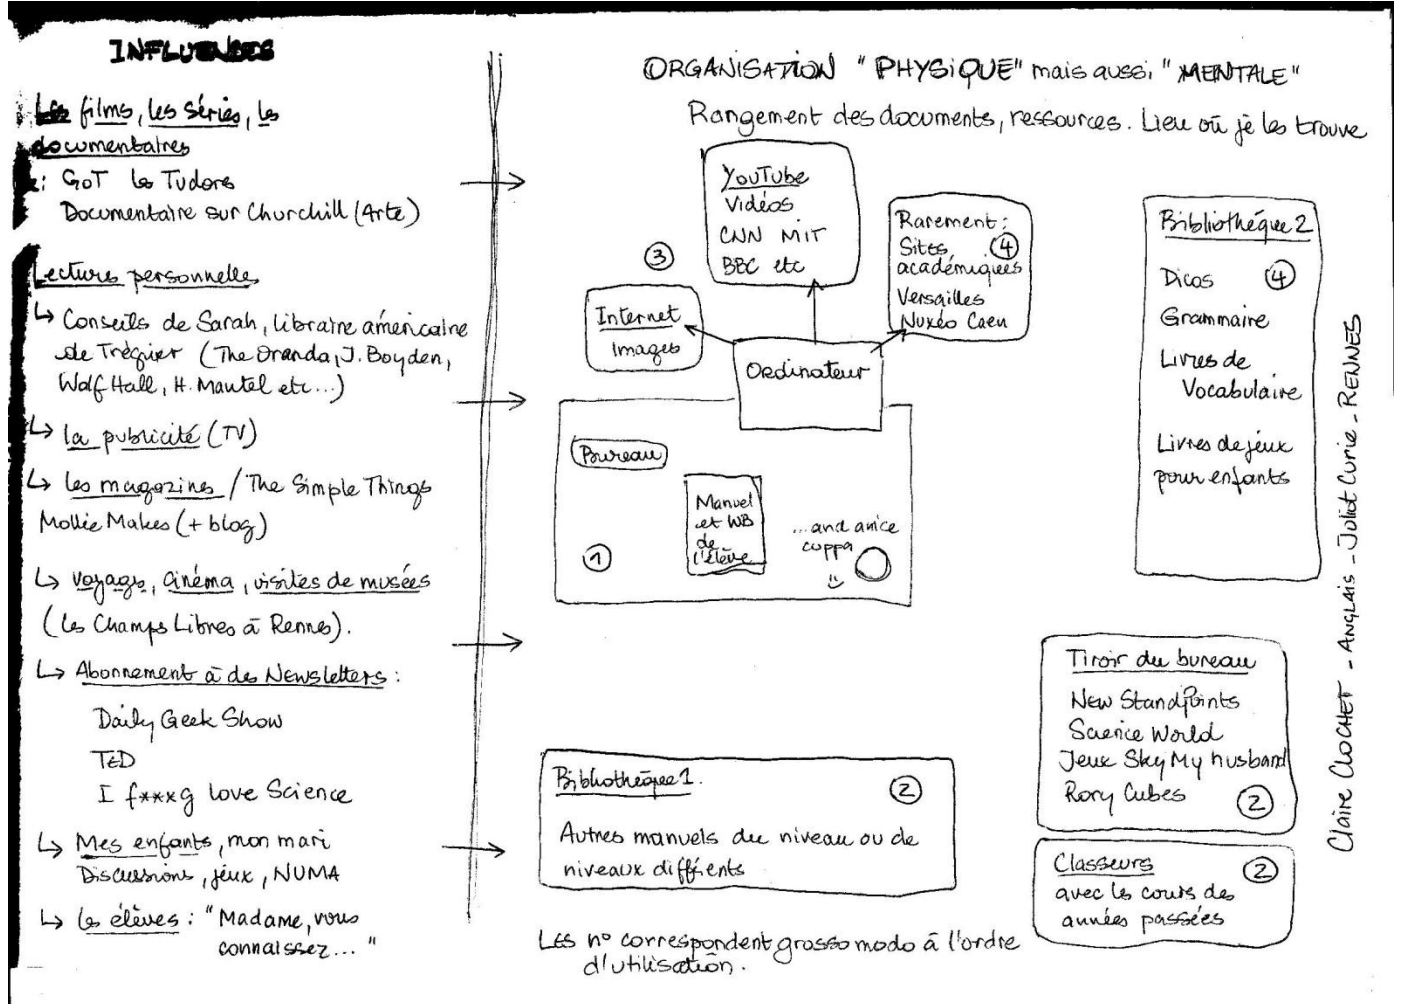 INFLUENCES
Les films, les séries, les
documentaires
: GoT les Tudors
Documentaire sur Churchill (Arte)
Lectures personnelles
↳ Conseils de Sarah, libraire américaine
de Tréguier (The Oranda, J. Boyden,
Wolf Hall, H. Mantel etc...)
↳ la publicité (TV)
↳ les magazines / The Simple Things
Mollie Makes (+ blog)
↳ voyages, cinéma, visites de musées
(les Champs Libres à Rennes).
↳ Abonnement à des Newsletters :
Daily Geek Show
TED
I f***g love Science
↳ Mes enfants, mon mari
Discussions, jeux, NUMA
↳ les élèves : "Madame, vous
connaissez... "
ORGANISATION "PHYSIQUE" mais aussi "MENTALE"
Rangement des documents, ressources. Lieu où je les trouve
YouTube
Vidéos
CNN MIT
BBC etc
Rarement :
Sites 4
académiques
Versailles
Nuxéo Caen
3
Internet
Images
Ordinateur
Bureau
Manuel
et WB
de
l'élève
...and a nice
cuppa
1
Bibliothèque 2
Dicos 4
Grammaire
Livres de
Vocabulaire
Livres de jeux
pour enfants
Tiroir du bureau
New Standpoints
Science World
Jeux Sky My husband
Rory Cubes 2
Bibliothèque 1. 2
Autres manuels du niveau ou de
niveaux différents
Classeurs 2
avec les cours des
années passées
Les n° correspondent grosso modo à l'ordre
d'utilisation.
Claire CLOCHET - ANGLAIS - Joliot Curie - RENNES